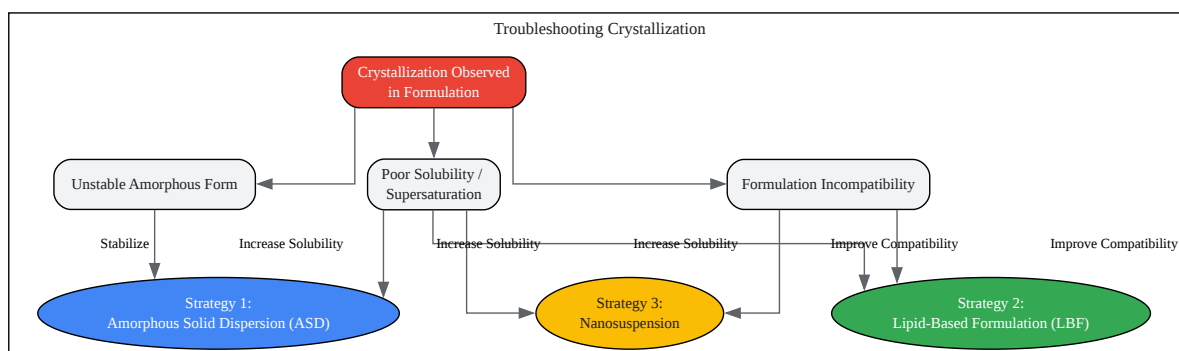 Troubleshooting Crystallization
Crystallization Observed
in Formulation
Unstable Amorphous Form
Poor Solubility /
Supersaturation
Formulation Incompatibility
Stabilize
Increase Solubility
Increase Solubility
Increase Solubility
Improve Compatibility
Improve Compatibility
Strategy 1:
Amorphous Solid Dispersion (ASD)
Strategy 3:
Nanosuspension
Strategy 2:
Lipid-Based Formulation (LBF)